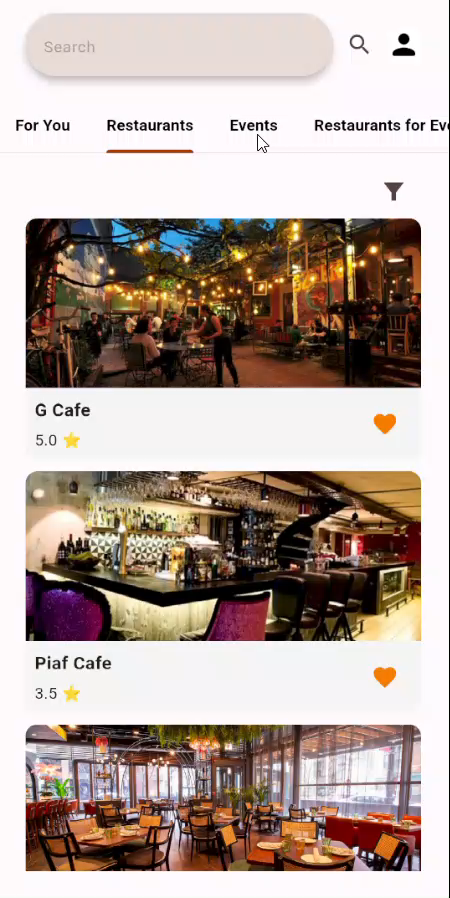 Search
For You Restaurants Events Restaurants for Eve
G Cafe
5.0
Piaf Cafe
3.5